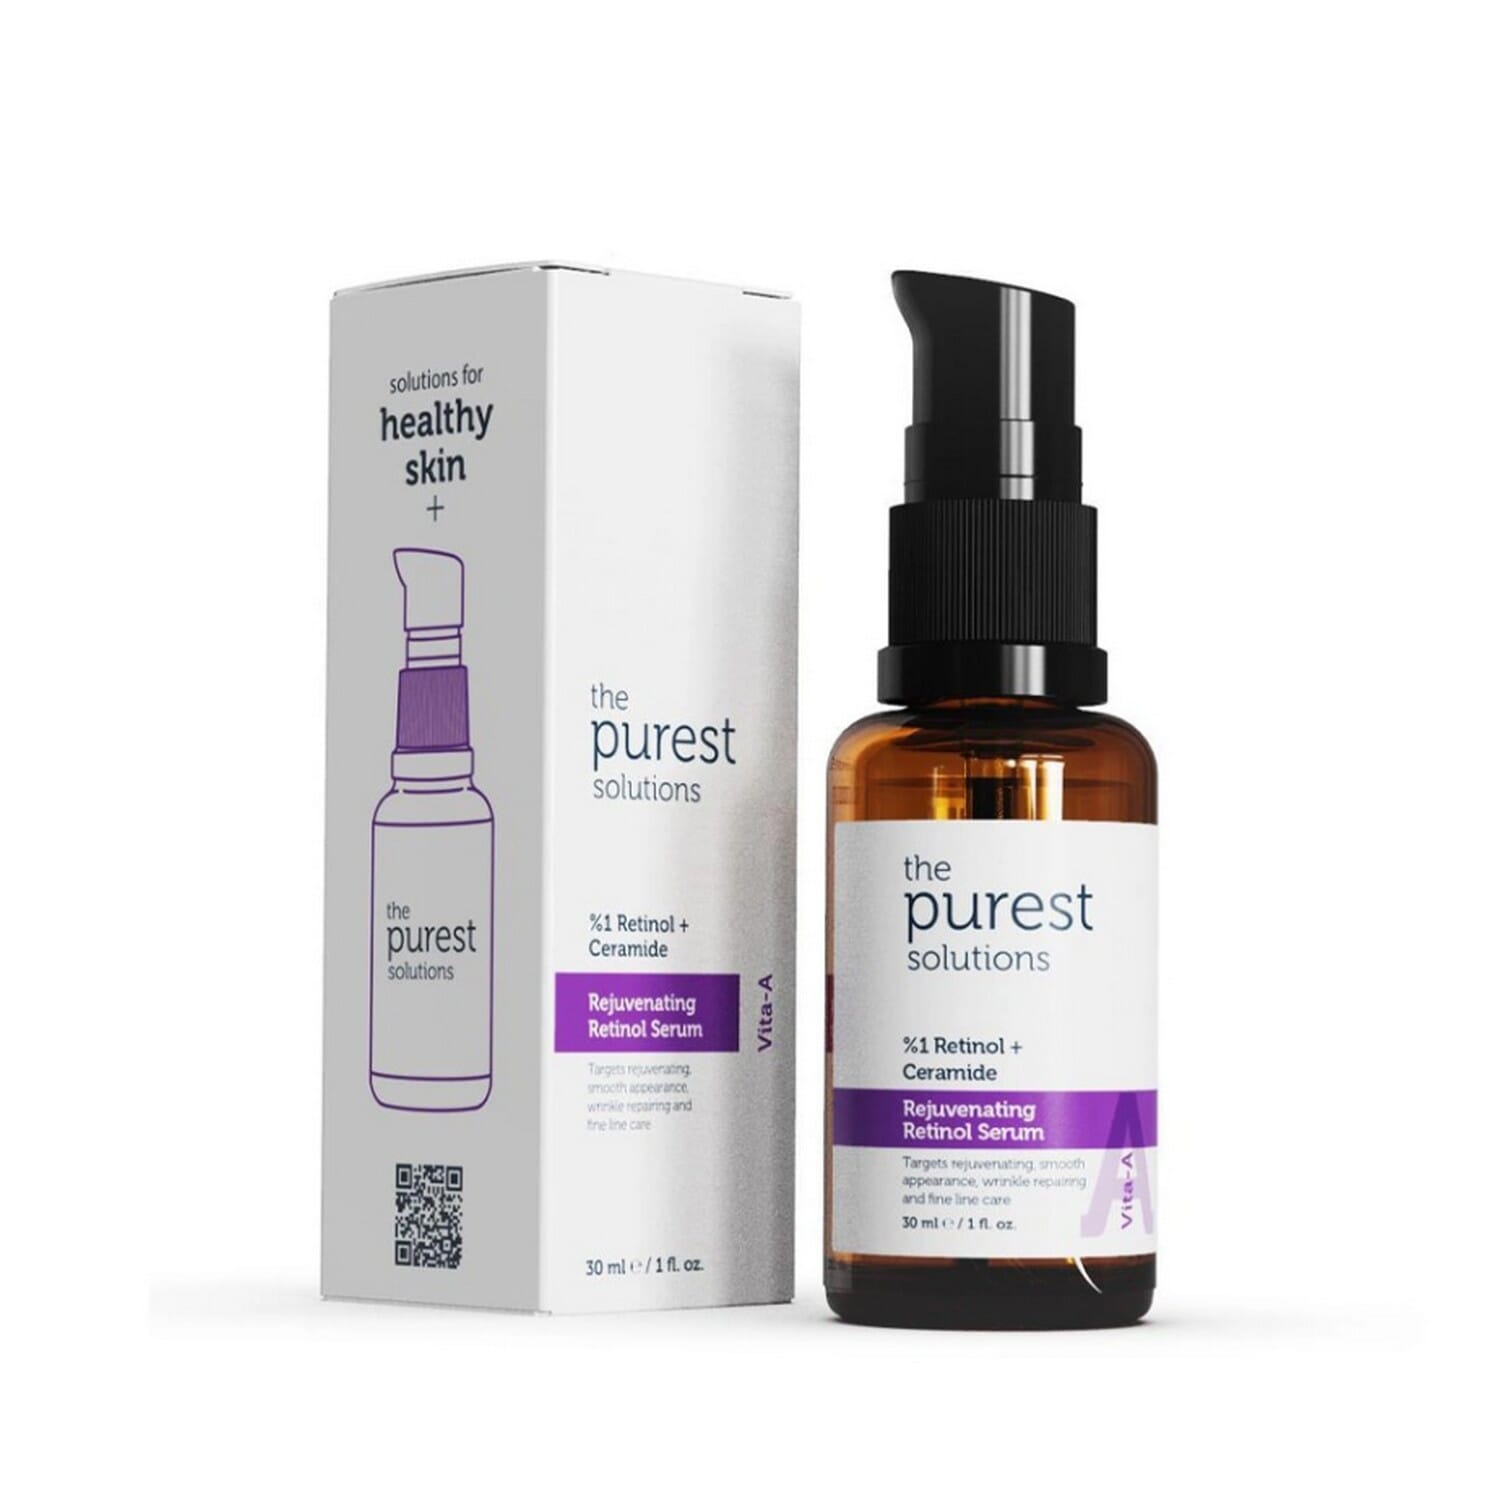 solutions for
healthy
skin
+
the
purest
solutions
the
purest
solutions
%1 Retinol +
Ceramide
Rejuvenating
Retinol Serum
Vita-A
Targets rejuvenating,
smooth appearance,
wrinkle repairing and
fine line care
30 ml ℮ / 1 fl. oz.
the
purest
solutions
%1 Retinol +
Ceramide
Rejuvenating
Retinol Serum
Targets rejuvenating, smooth
appearance, wrinkle repairing
and fine line care
30 ml ℮ / 1 fl. oz.
A
Vita-A